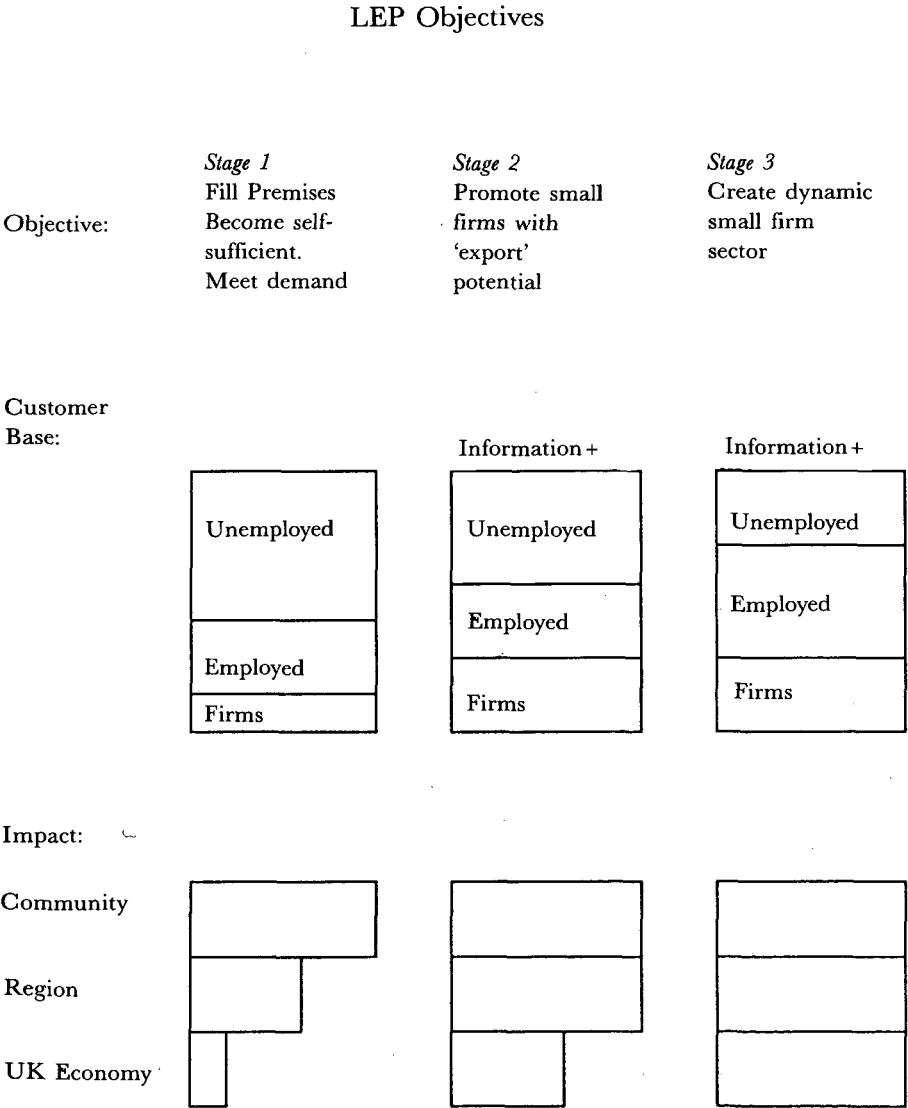 LEP Objectives
Objective:
Stage 1
Fill Premises
Become self-
sufficient.
Meet demand
Stage 2
Promote small
firms with
‘export’
potential
Stage 3
Create dynamic
small firm
sector
Customer
Base:
Unemployed
Employed
Firms
Information+
Unemployed
Employed
Firms
Information+
Unemployed
Employed
Firms
Impact:
Community
Region
UK Economy